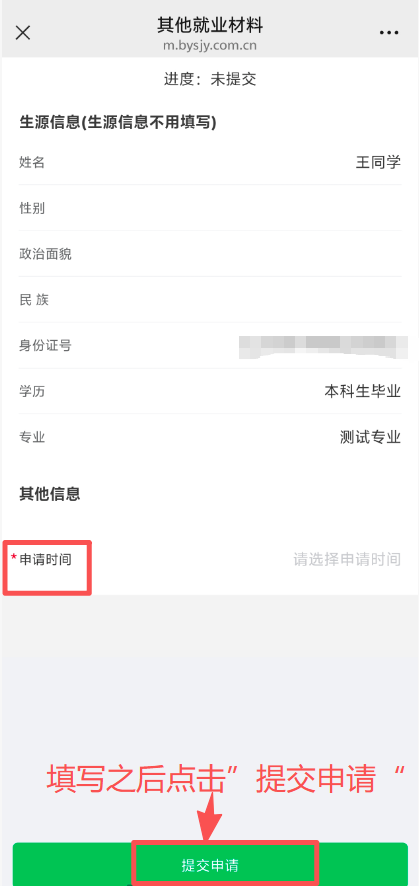 其他就业材料
m.bysjy.com.cn
进度：未提交
生源信息(生源信息不用填写)
姓名 王同学
性别
政治面貌
民 族
身份证号
学历 本科生毕业
专业 测试专业
其他信息
*申请时间 请选择申请时间
填写之后点击”提交申请“
提交申请